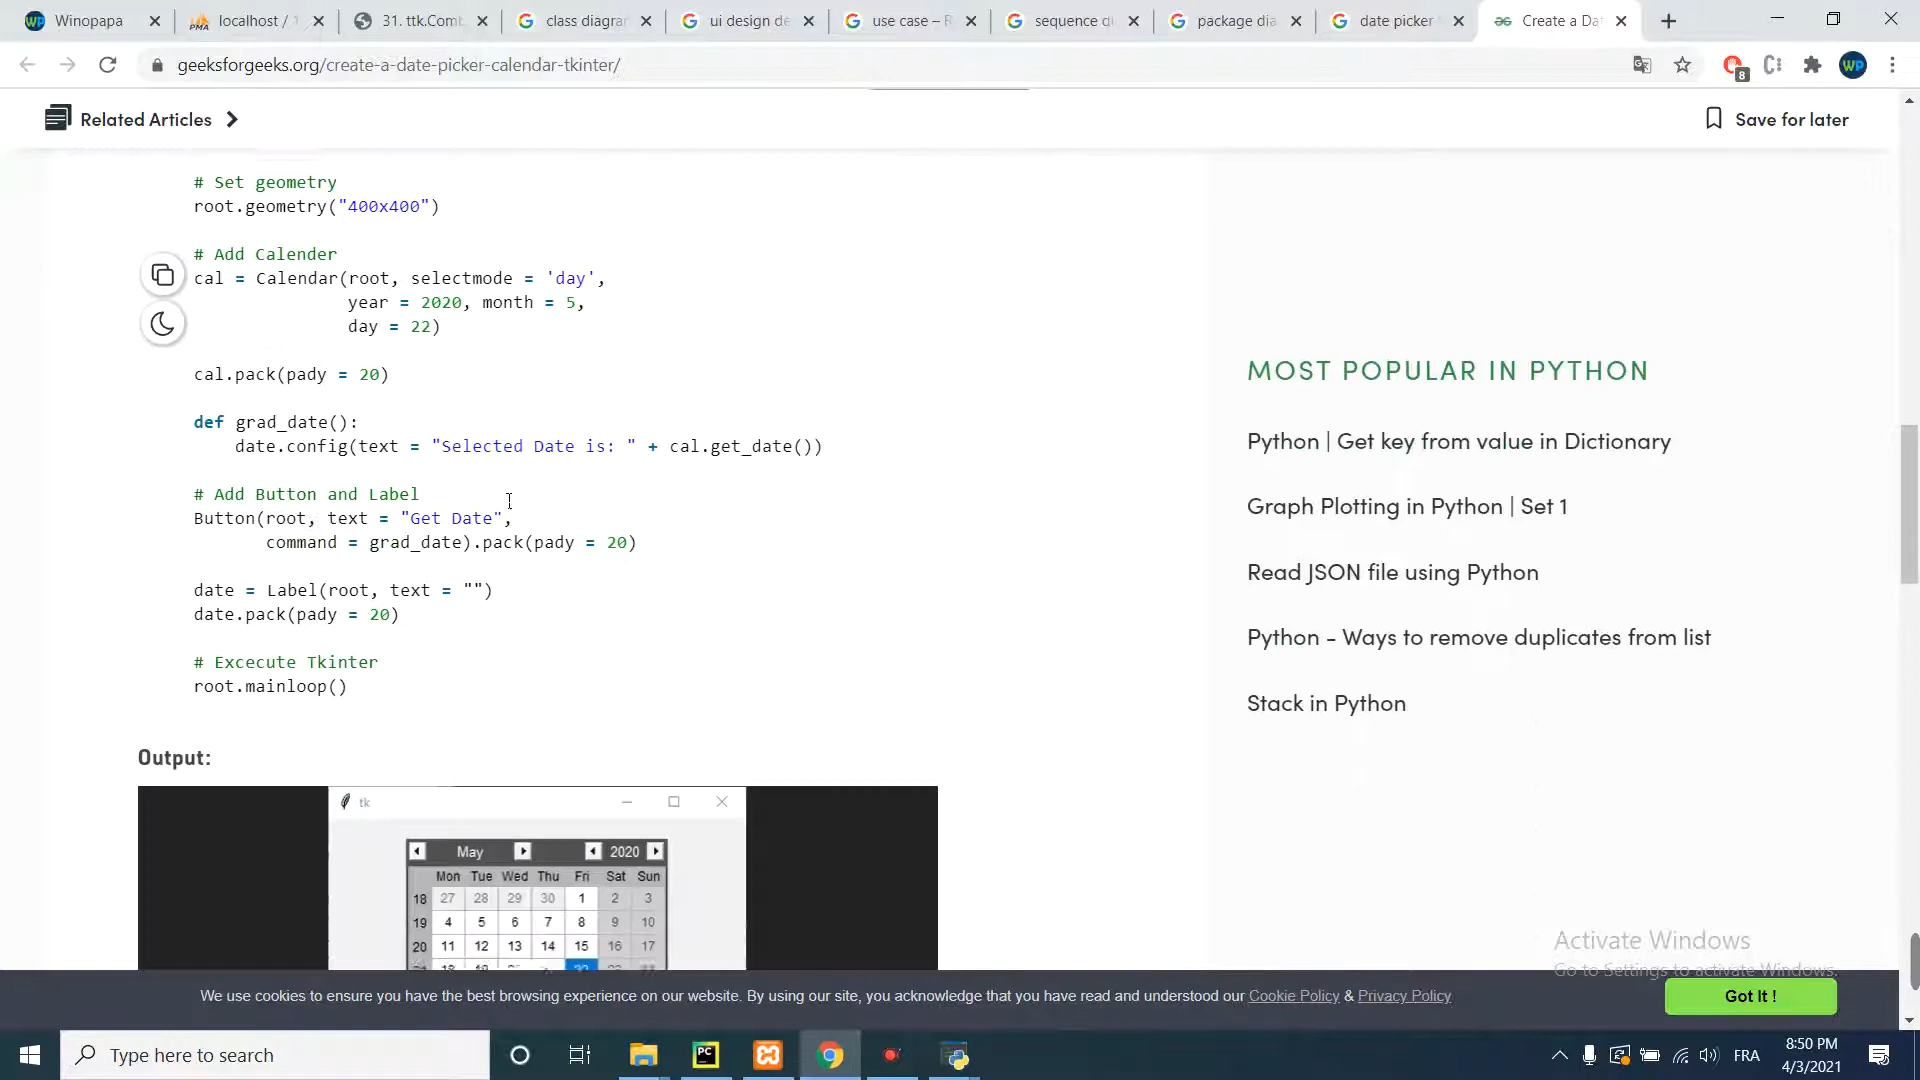 Winopapa
localhost / 1
31. ttk.Comb
class diagra
ui design de
use case – R
sequence d
package dia
date picker
Create a Da
geeksforgeeks.org/create-a-date-picker-calendar-tkinter/
8
WP
Related Articles
Save for later
# Set geometry
root.geometry("400x400")
# Add Calender
cal = Calendar(root, selectmode = 'day',
year = 2020, month = 5,
day = 22)
cal.pack(pady = 20)
def grad_date():
date.config(text = "Selected Date is: " + cal.get_date())
# Add Button and Label
Button(root, text = "Get Date",
command = grad_date).pack(pady = 20)
date = Label(root, text = "")
date.pack(pady = 20)
# Excecute Tkinter
root.mainloop()
Output:
tk
May 2020
Mon Tue Wed Thu Fri Sat Sun
18 27 28 29 30 1 2 3
19 4 5 6 7 8 9 10
20 11 12 13 14 15 16 17
MOST POPULAR IN PYTHON
Python | Get key from value in Dictionary
Graph Plotting in Python | Set 1
Read JSON file using Python
Python - Ways to remove duplicates from list
Stack in Python
Activate Windows
Go to Settings to activate Windows.
We use cookies to ensure you have the best browsing experience on our website. By using our site, you acknowledge that you have read and understood our Cookie Policy & Privacy Policy
Got It !
Type here to search
PC
FRA
8:50 PM
4/3/2021